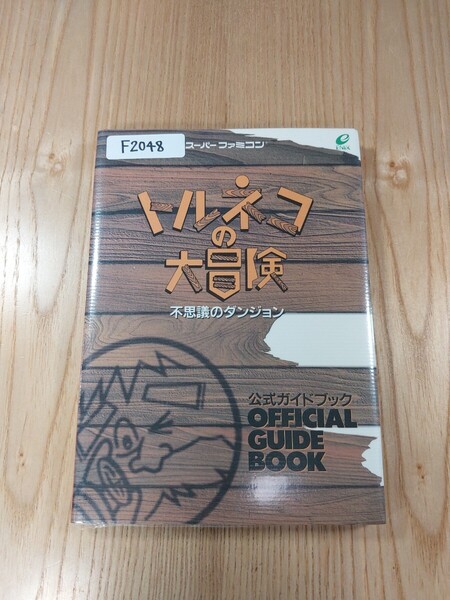 F2048
スーパーファミコン
トルネコ
の
大冒険
不思議のダンジョン
公式ガイドブック
OFFICIAL
GUIDE
BOOK